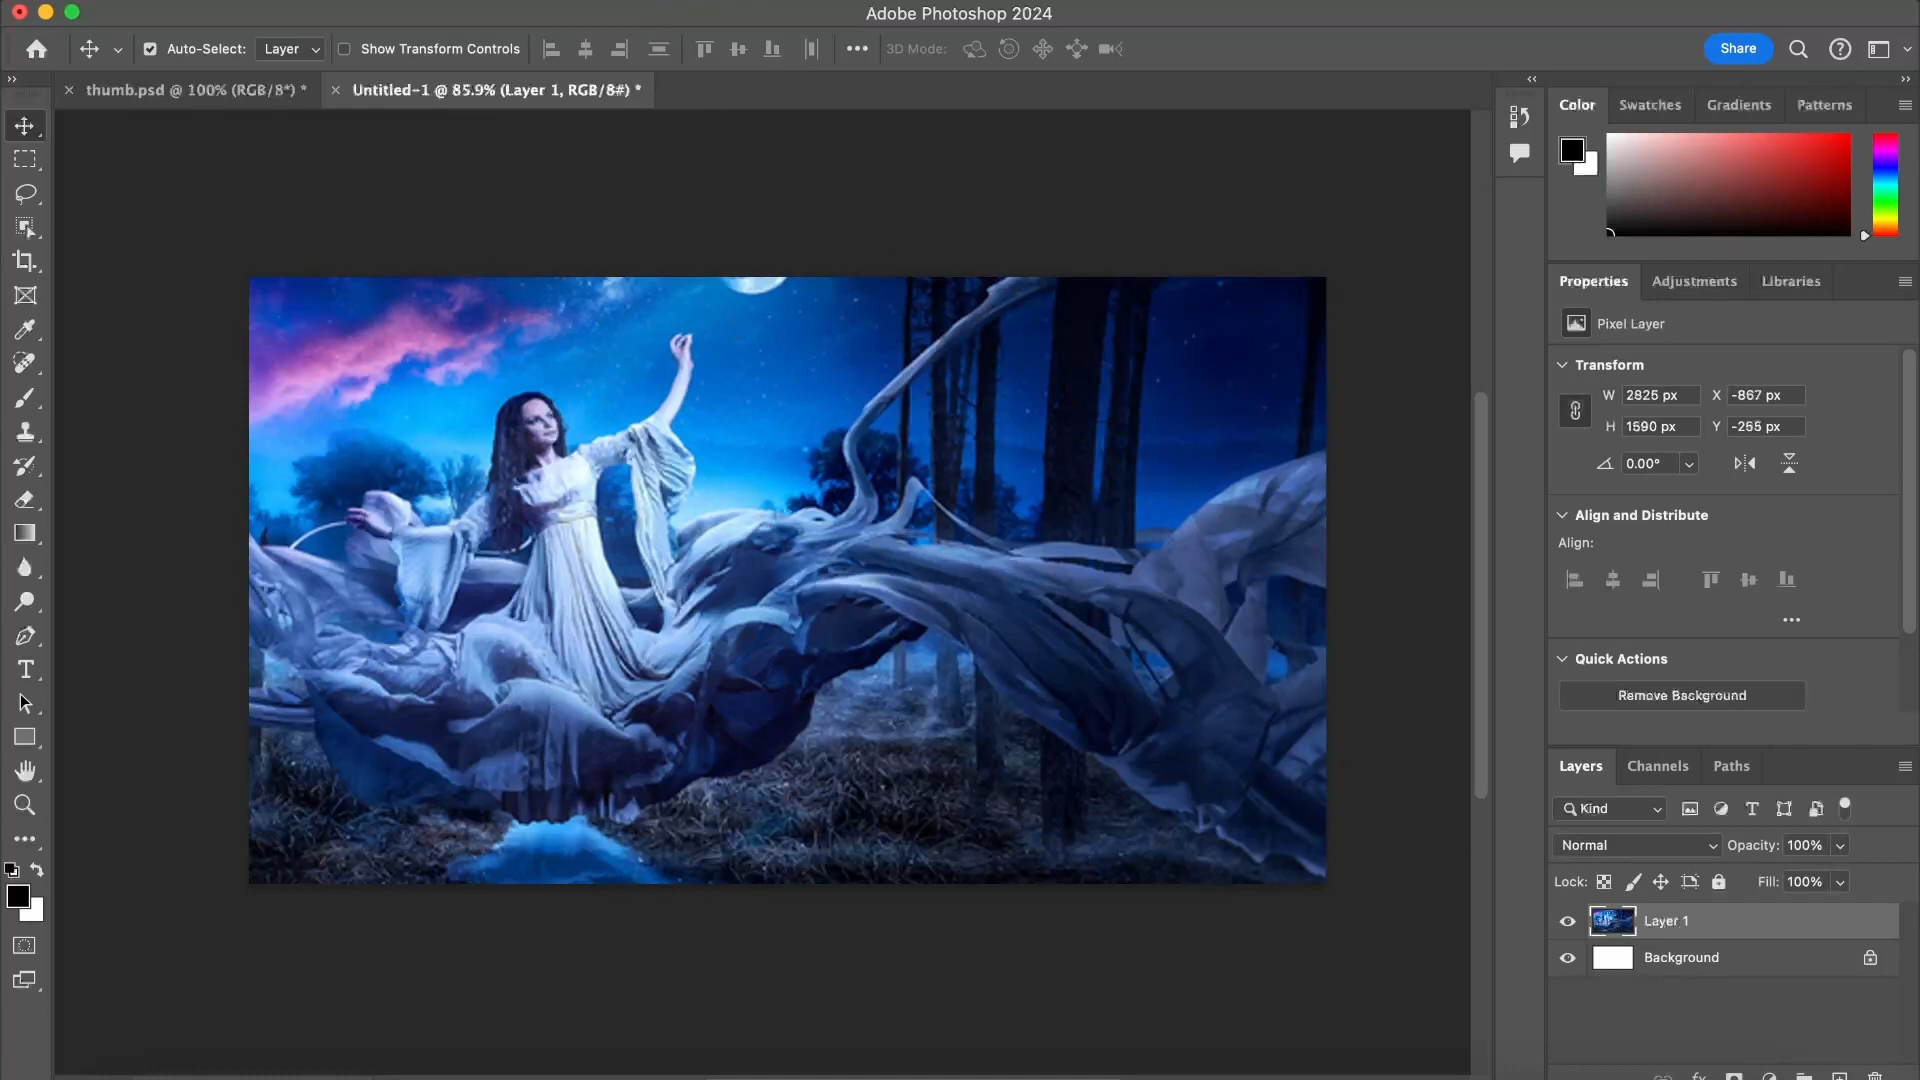 Adobe Photoshop 2024
Auto-Select: Layer Show Transform Controls 3D Mode: Share
thumb.psd @ 100% (RGB/8*) *
Untitled-1 @ 85.9% (Layer 1, RGB/8#) *
Color Swatches Gradients Patterns
Properties Adjustments Libraries
Pixel Layer
Transform
W 2825 px X -867 px
H 1590 px Y -265 px
0.00°
Align and Distribute
Align:
Quick Actions
Remove Background
Layers Channels Paths
Kind
Normal Opacity: 100%
Lock: Fill: 100%
Layer 1
Background